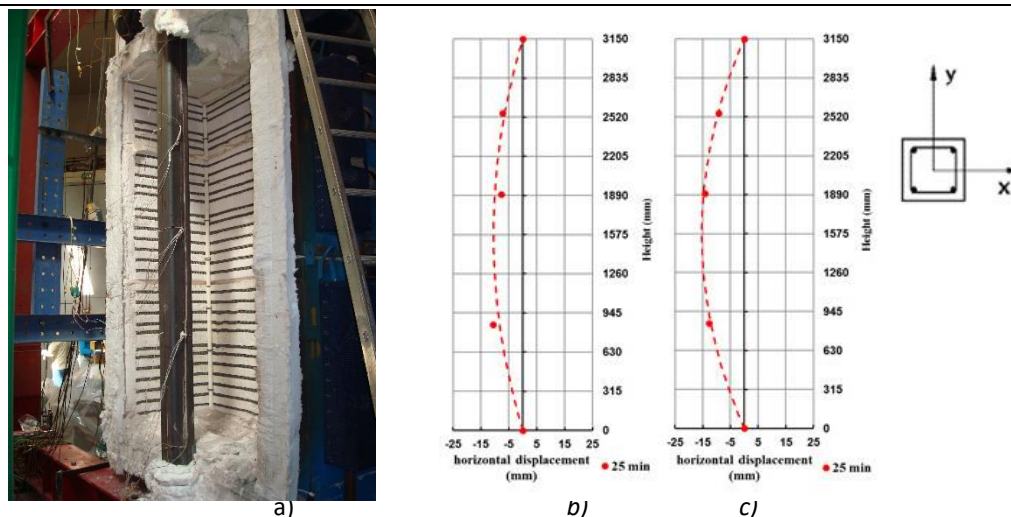 3150
2835
2520
2205
1890
1575
1260
945
630
315
0
Height (mm)
-25 -15 -5 5 15 25
horizontal displacement
(mm)
25 min
3150
2835
2520
2205
1890
1575
1260
945
630
315
0
Height (mm)
-25 -15 -5 5 15 25
horizontal displacement
(mm)
25 min
y
x
a) b) c)